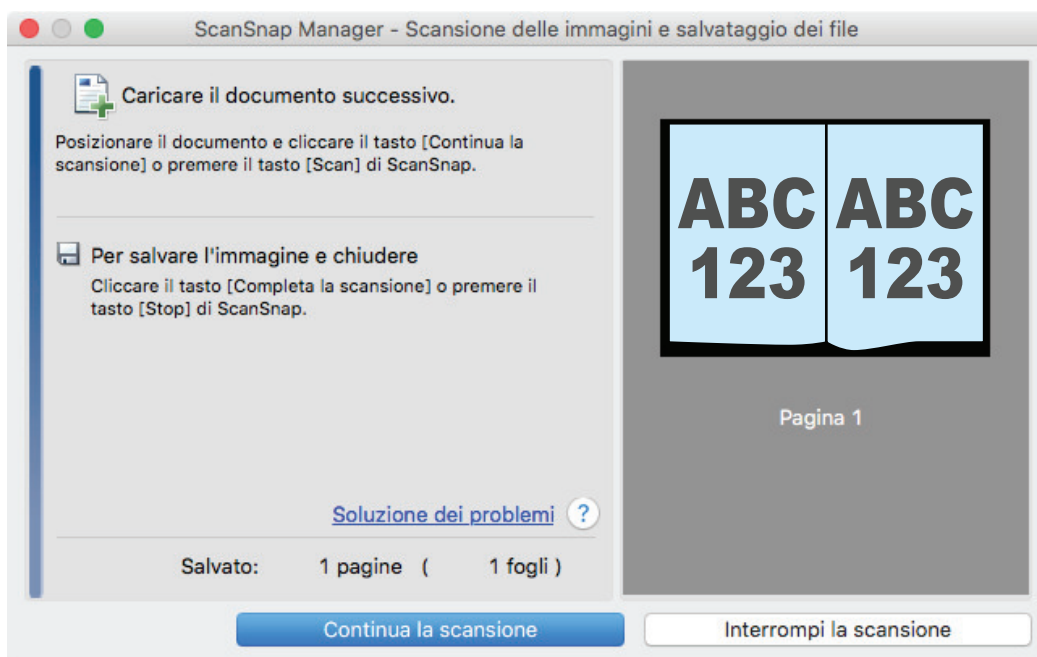 ScanSnap Manager - Scansione delle immagini e salvataggio dei file
Caricare il documento successivo.
Posizionare il documento e cliccare il tasto [Continua la
scansione] o premere il tasto [Scan] di ScanSnap.
Per salvare l'immagine e chiudere
Cliccare il tasto [Completa la scansione] o premere il
tasto [Stop] di ScanSnap.
Soluzione dei problemi ?
Salvato: 1 pagine ( 1 fogli )
ABC ABC
123 123
Pagina 1
Continua la scansione
Interrompi la scansione